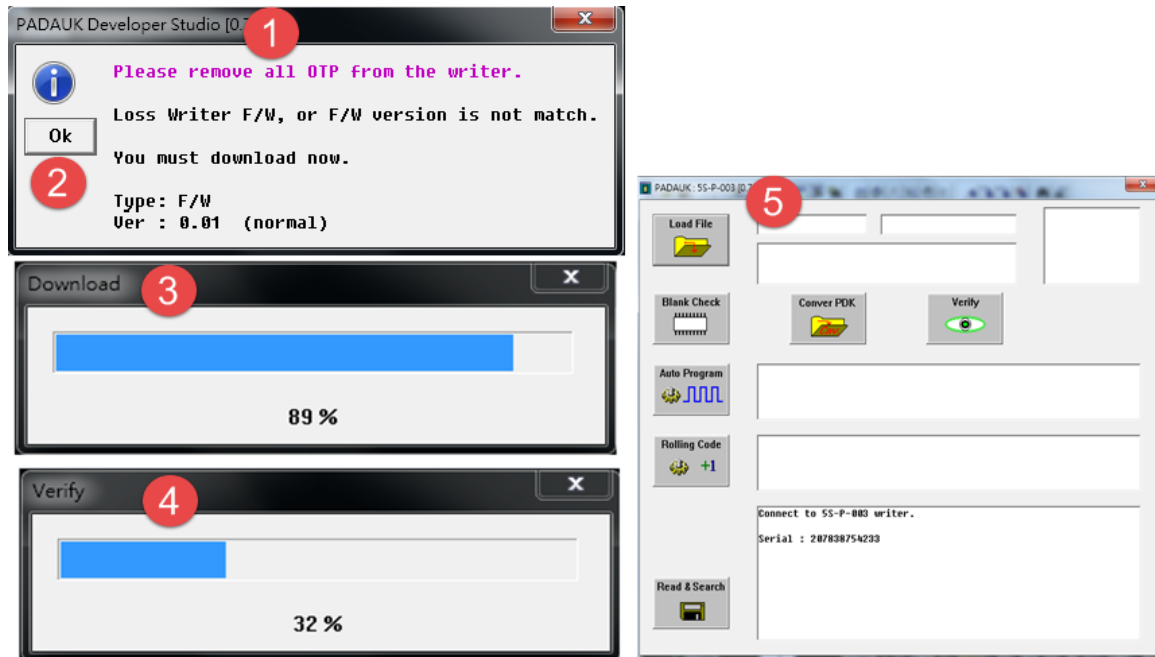 PADAUK Developer Studio [0.
1
Please remove all OTP from the writer.
Loss Writer F/W, or F/W version is not match.
Ok
You must download now.
2
Type: F/W
Ver : 0.01 (normal)
Download
3
89 %
Verify
4
32 %
PADAUK : 5S-P-003 [0.7
5
Load File
Blank Check
Conver PDK
Verify
Auto Program
Rolling Code
+1
Connect to 5S-P-003 writer.
Serial : 207838754233
Read & Search